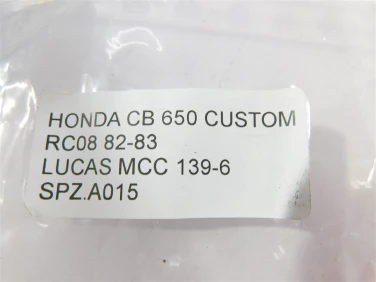 HONDA CB 650 CUSTOM
RC08 82-83
LUCAS MCC 139-6
SPZ.A015